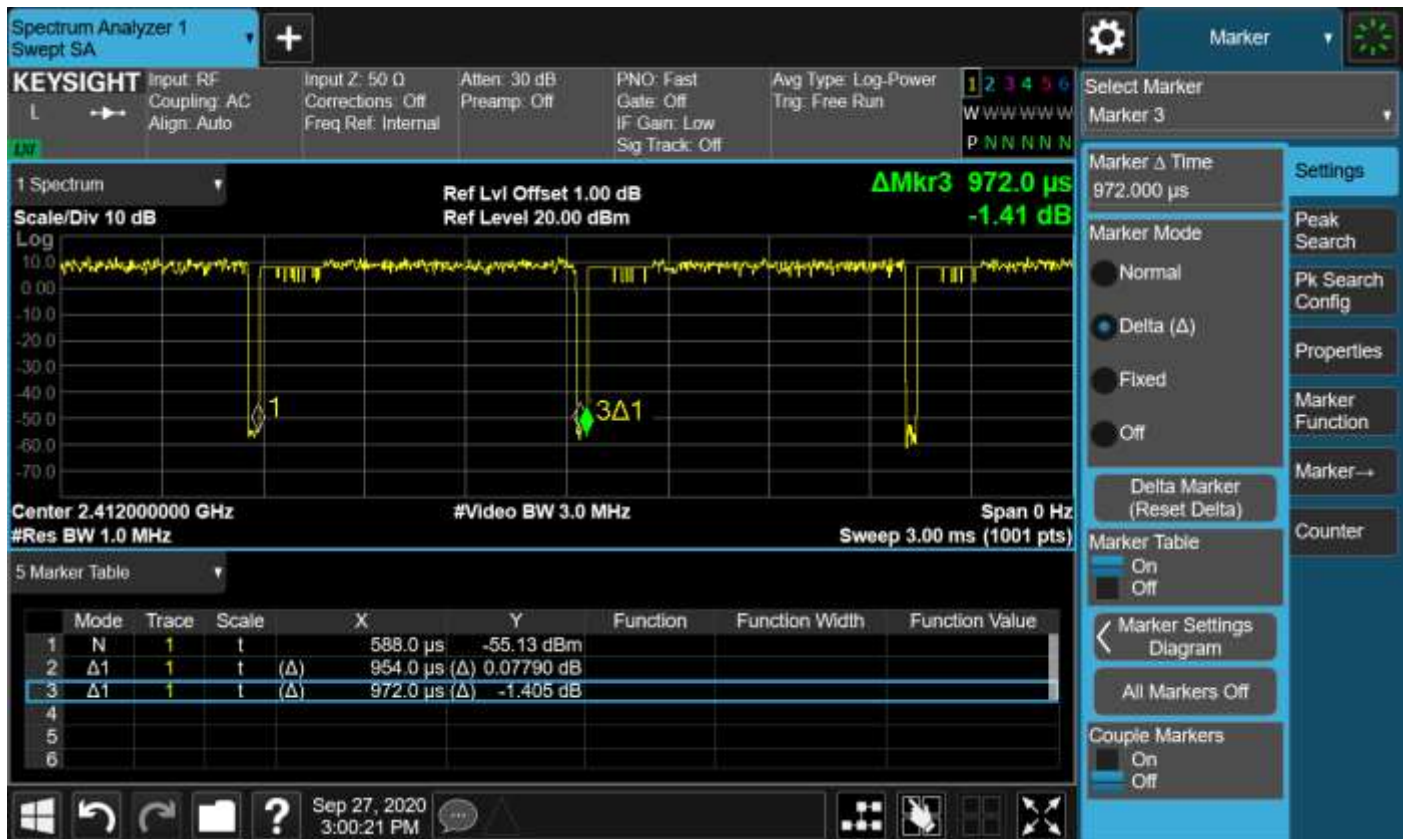 Spectrum Analyzer 1
Swept SA
Marker
KEYSIGHT
L
Input: RF
Coupling: AC
Align: Auto
Input Z: 50 Ω
Corrections: Off
Freq Ref: Internal
Atten: 30 dB
Preamp: Off
PNO: Fast
Gate: Off
IF Gain: Low
Sig Track: Off
Avg Type: Log-Power
Trig: Free Run
1 2 3 4 5 6
W W W W W W
P N N N N N
Select Marker
Marker 3
1 Spectrum
Scale/Div 10 dB
Ref Lvl Offset 1.00 dB
Ref Level 20.00 dBm
ΔMkr3 972.0 µs
-1.41 dB
Log
10.0
0.00
-10.0
-20.0
-30.0
-40.0
-50.0
-60.0
-70.0
1
3Δ1
Center 2.412000000 GHz
#Res BW 1.0 MHz
#Video BW 3.0 MHz
Span 0 Hz
Sweep 3.00 ms (1001 pts)
5 Marker Table
Mode Trace Scale X Y Function Function Width Function Value
1 N 1 t 588.0 µs -55.13 dBm
2 Δ1 1 t (Δ) 954.0 µs (Δ) 0.07790 dB
3 Δ1 1 t (Δ) 972.0 µs (Δ) -1.405 dB
4
5
6
Marker Δ Time
972.000 µs
Marker Mode
Normal
Delta (Δ)
Fixed
Off
Delta Marker
(Reset Delta)
Marker Table
On
Off
Marker Settings
Diagram
All Markers Off
Couple Markers
On
Off
Settings
Peak
Search
Pk Search
Config
Properties
Marker
Function
Marker→
Counter
?
Sep 27, 2020
3:00:21 PM